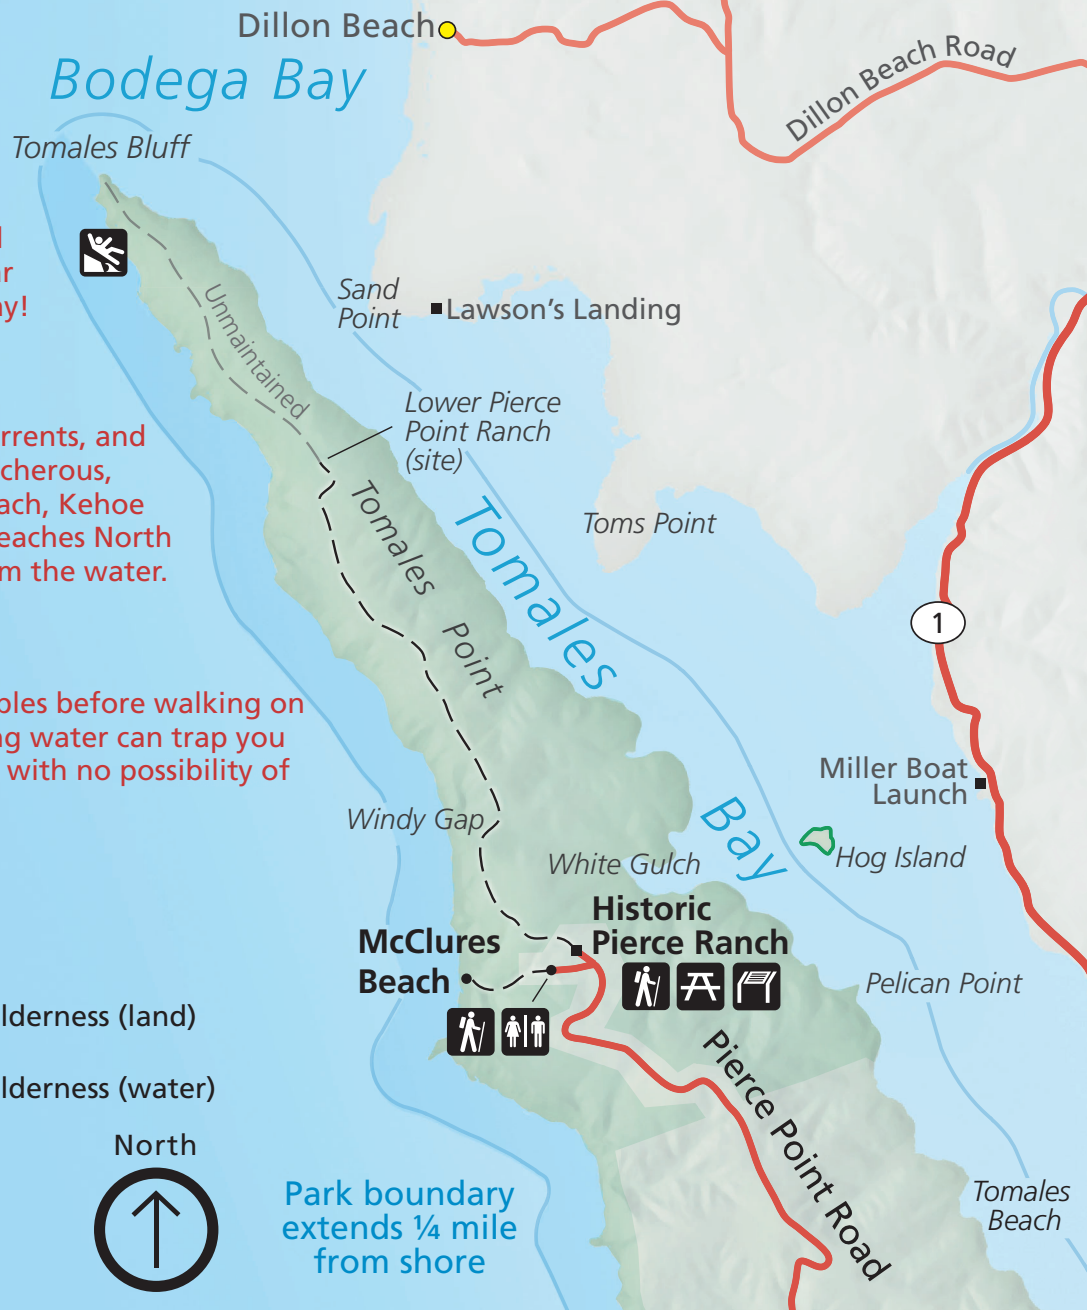 Dillon Beach
Bodega Bay
Dillon Beach Road
Tomales Bluff
ny!
Unmaintained
Sand
Point
Lawson's Landing
Lower Pierce
Point Ranch
(site)
and
cherous,
Kehoe
North
the water.
Tomales Point
Tomales Bay
Toms Point
1
before walking on
water can trap you
with no possibility of
Miller Boat
Launch
Windy Gap
Hog Island
White Gulch
Historic
Pierce Ranch
McClures
Beach
Pelican Point
lderness (land)
lderness (water)
Pierce Point Road
North
Park boundary
extends ¼ mile
from shore
Tomales
Beach